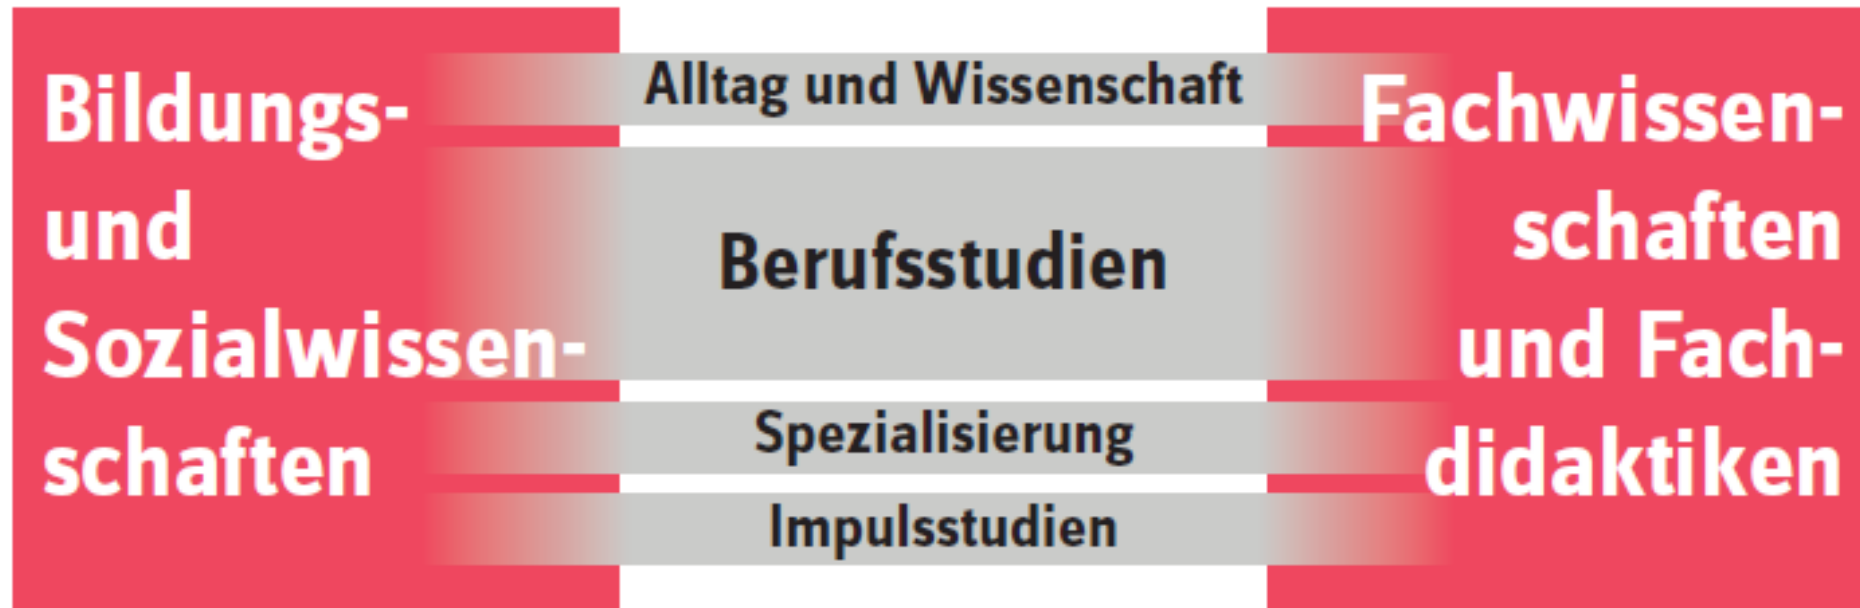 Bildungs-
und
Sozialwissen-
schaften
Alltag und Wissenschaft
Berufsstudien
Spezialisierung
Impulsstudien
Fachwissen-
schaften
und Fach-
didaktiken